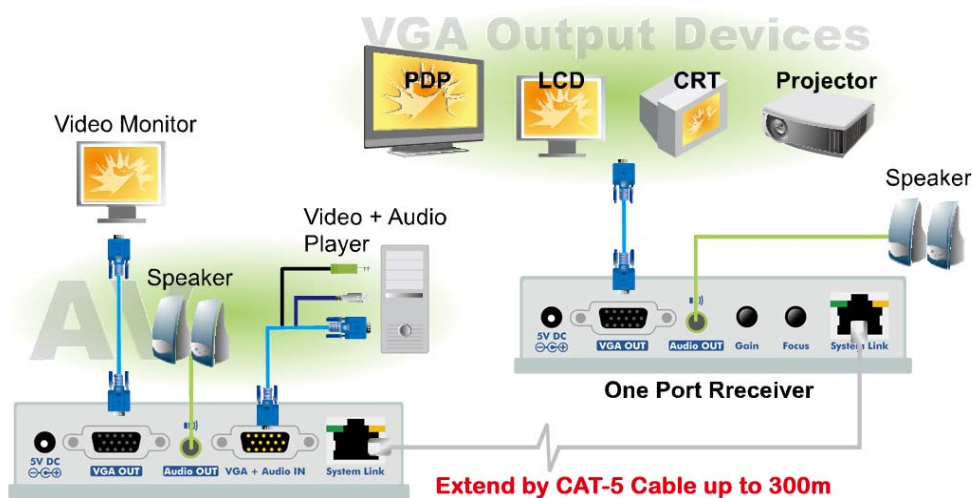 VGA Output Devices
PDP
LCD
CRT
Projector
Video Monitor
Speaker
Video + Audio
Player
Speaker
AV
5V DC
VGA OUT
Audio OUT
Gain
Focus
System Link
One Port Rreceiver
5V DC
VGA OUT
Audio OUT
VGA + Audio IN
System Link
Extend by CAT-5 Cable up to 300m